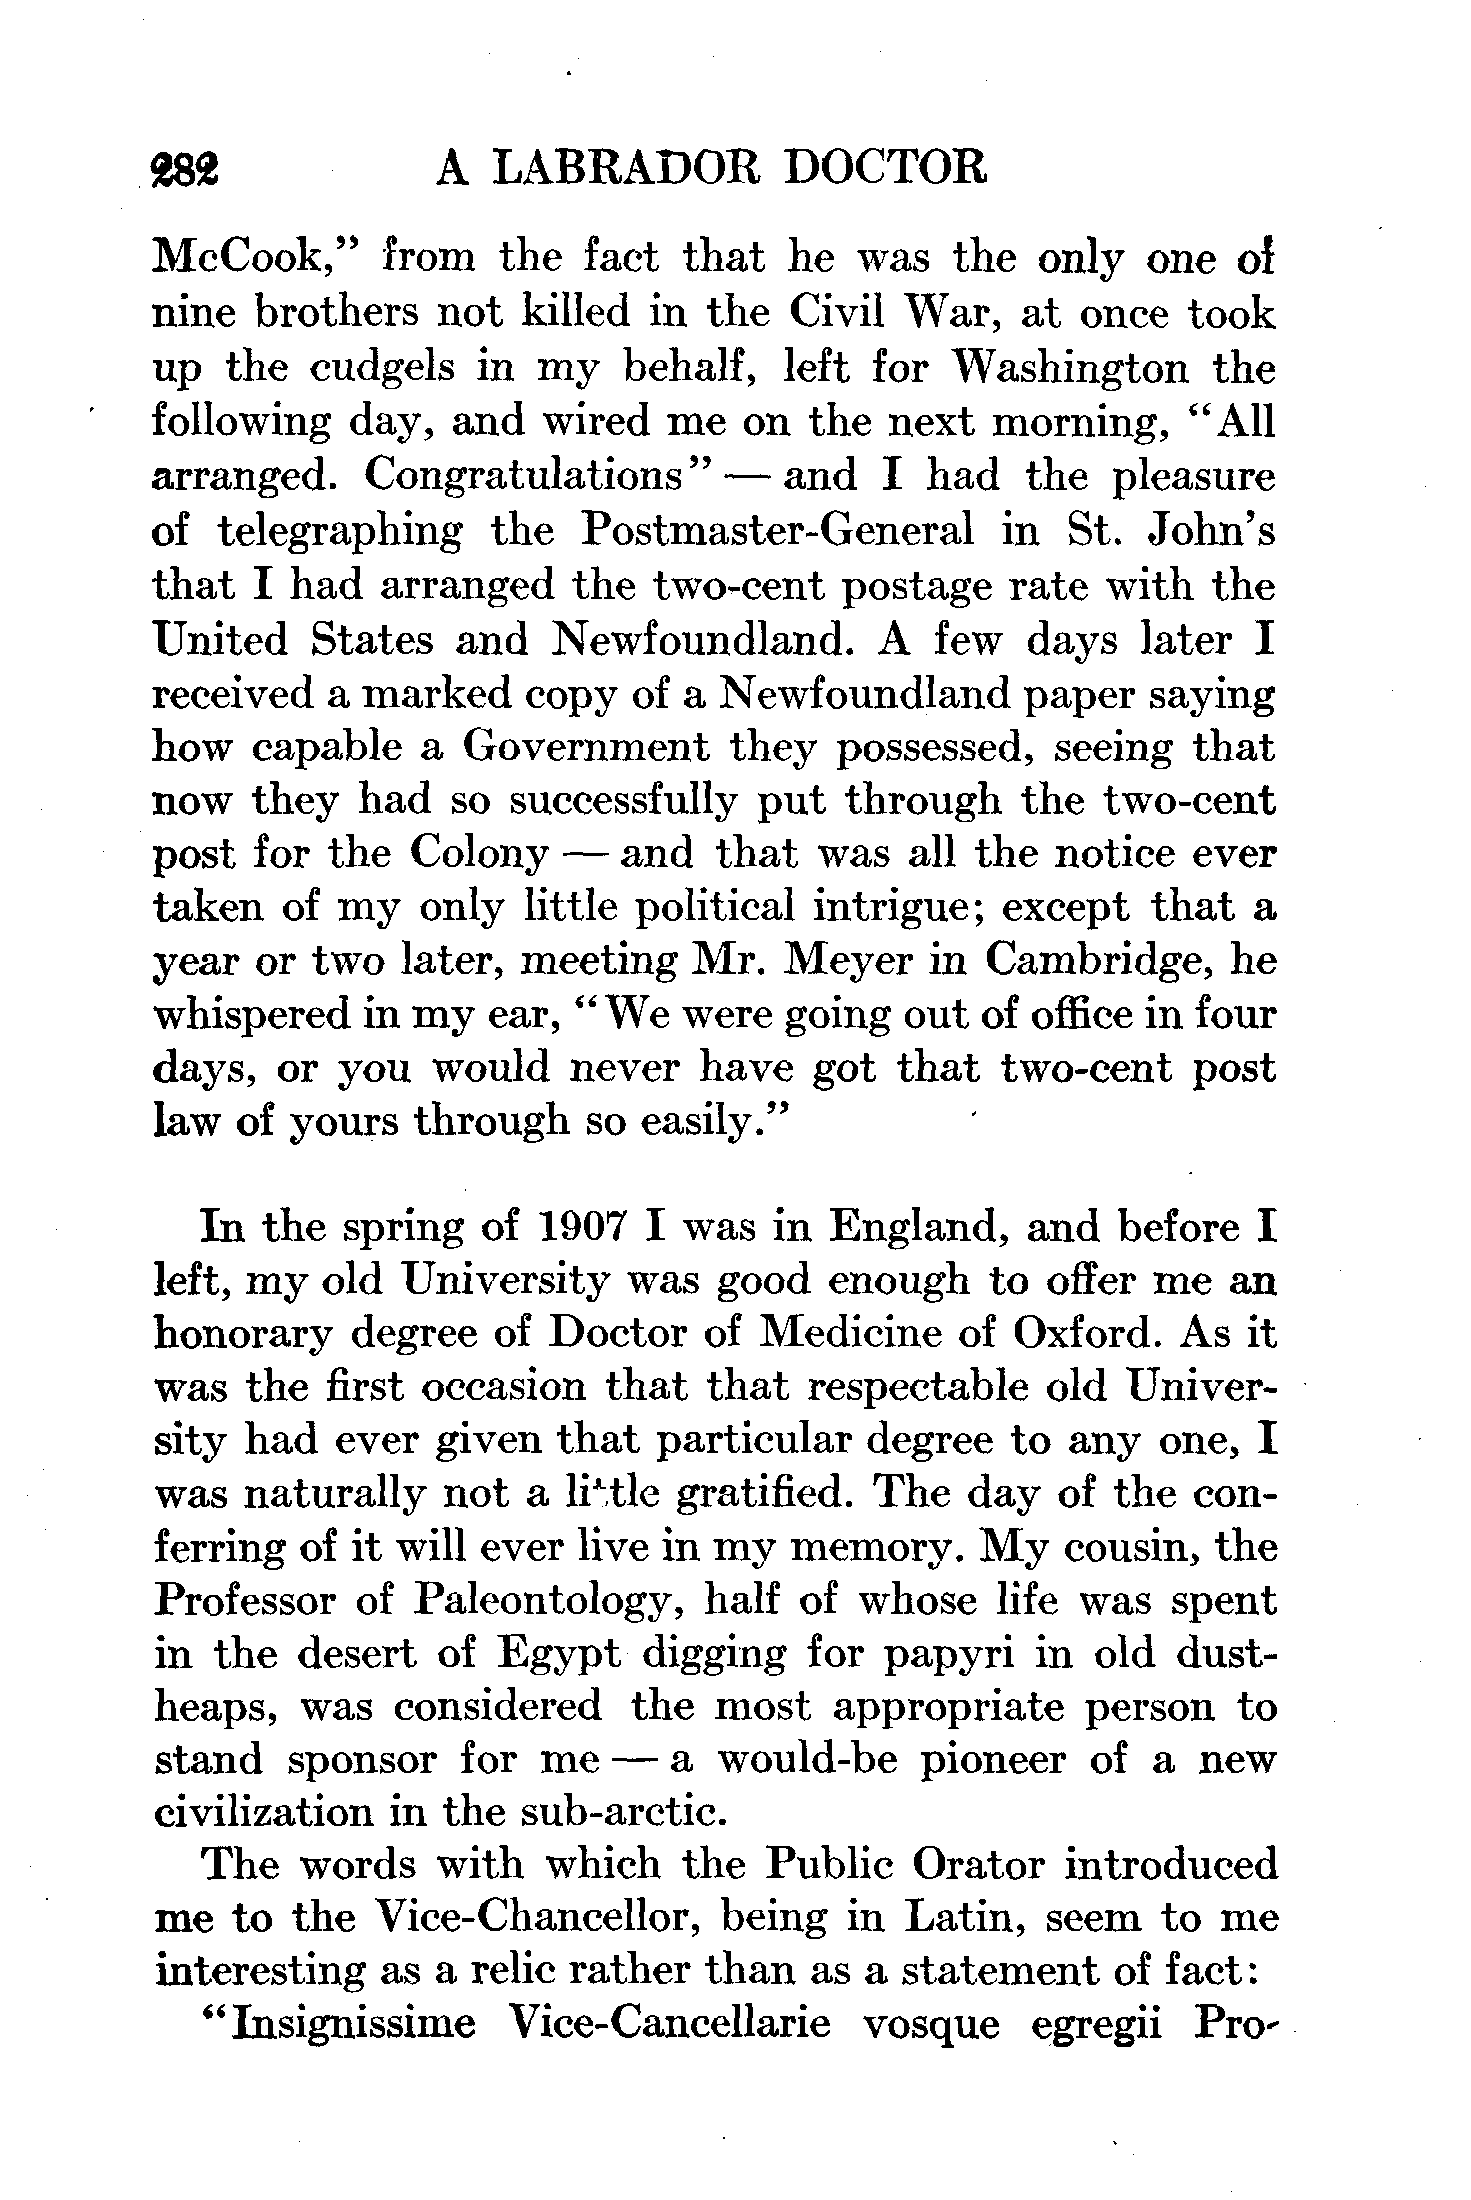 282 A LABRADOR DOCTOR
McCook,” from the fact that he was the only one of
nine brothers not killed in the Civil War, at once took
up the cudgels in my behalf, left for Washington the
following day, and wired me on the next morning, “All
arranged. Congratulations” — and I had the pleasure
of telegraphing the Postmaster-General in St. John’s
that I had arranged the two-cent postage rate with the
United States and Newfoundland. A few days later I
received a marked copy of a Newfoundland paper saying
how capable a Government they possessed, seeing that
now they had so successfully put through the two-cent
post for the Colony — and that was all the notice ever
taken of my only little political intrigue; except that a
year or two later, meeting Mr. Meyer in Cambridge, he
whispered in my ear, “We were going out of office in four
days, or you would never have got that two-cent post
law of yours through so easily.”
In the spring of 1907 I was in England, and before I
left, my old University was good enough to offer me an
honorary degree of Doctor of Medicine of Oxford. As it
was the first occasion that that respectable old Univer-
sity had ever given that particular degree to any one, I
was naturally not a little gratified. The day of the con-
ferring of it will ever live in my memory. My cousin, the
Professor of Paleontology, half of whose life was spent
in the desert of Egypt digging for papyri in old dust-
heaps, was considered the most appropriate person to
stand sponsor for me — a would-be pioneer of a new
civilization in the sub-arctic.
The words with which the Public Orator introduced
me to the Vice-Chancellor, being in Latin, seem to me
interesting as a relic rather than as a statement of fact:
“Insignissime Vice-Cancellarie vosque egregii Pro-